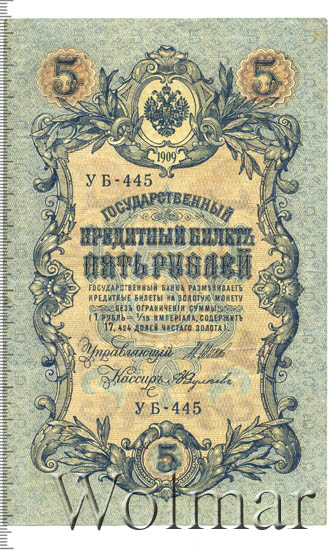 5 5
1909
УБ-445
ГОСУДАРСТВЕННЫЙ
КРЕДИТНЫЙ БИЛЕТЪ
ПЯТЬ РУБЛЕЙ
ГОСУДАРСТВЕННЫЙ БАНКЪ РАЗМѢНИВАЕТЪ
КРЕДИТНЫЕ БИЛЕТЫ НА ЗОЛОТУЮ МОНЕТУ
БЕЗЪ ОГРАНИЧЕНІЯ СУММЫ
(1 РУБЛЬ = 1/15 ИМПЕРІАЛА, СОДЕРЖИТЪ
17,424 ДОЛЕЙ ЧИСТАГО ЗОЛОТА).
Управляющій
Кассиръ
УБ-445
5
Wolmar